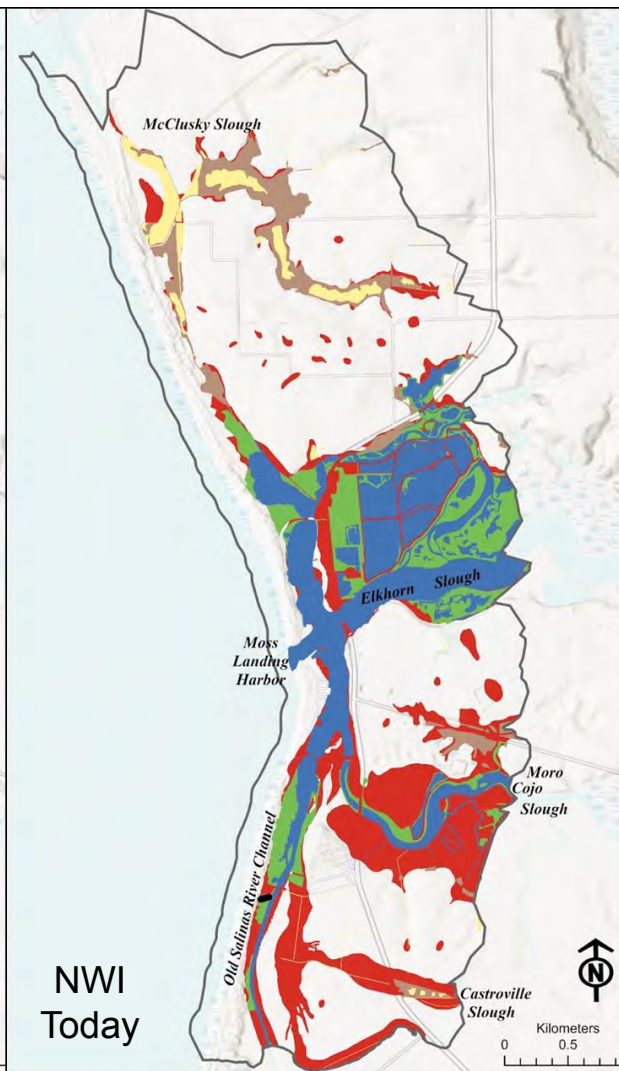 McClusky Slough
Elkhorn Slough
Moss
Landing
Harbor
Moro
Cojo
Slough
Old Salinas River Channel
NWI
Today
Castroville
Slough
N
Kilometers
0 0.5